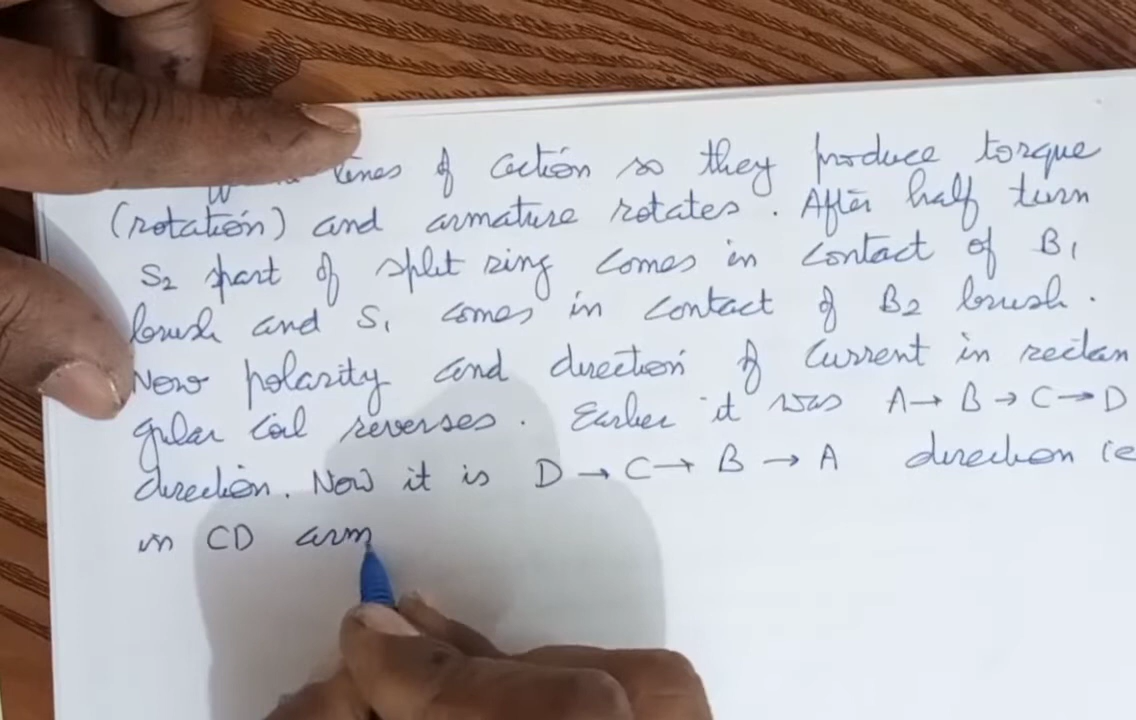 lines of action so they produce torque
(rotation) and armature rotates. After half turn
S2 part of split ring comes in contact of B1
brush and S1 comes in contact of B2 brush.
Now polarity and direction of current in rectan
gular coil reverses. Earlier it was A→ B → C → D
direction. Now it is D → C → B → A direction ie
in CD arm